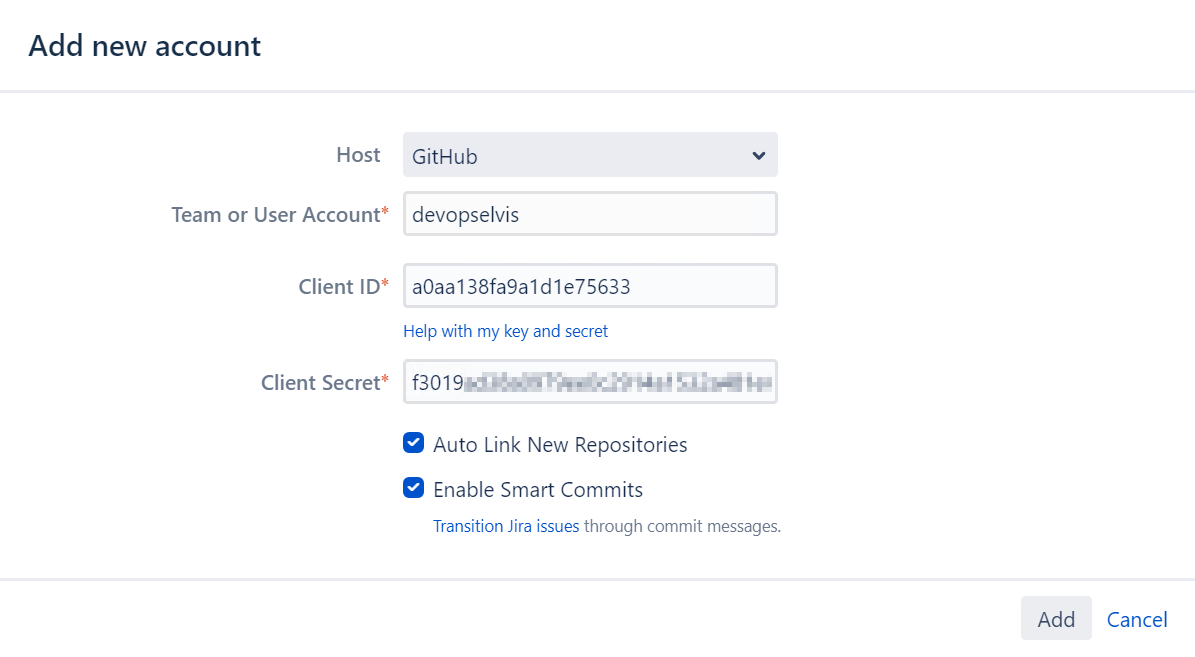 Add new account
Host GitHub
Team or User Account* devopselvis
Client ID* a0aa138fa9a1d1e75633
Help with my key and secret
Client Secret* f3019
Auto Link New Repositories
Enable Smart Commits
Transition Jira issues through commit messages.
Add Cancel